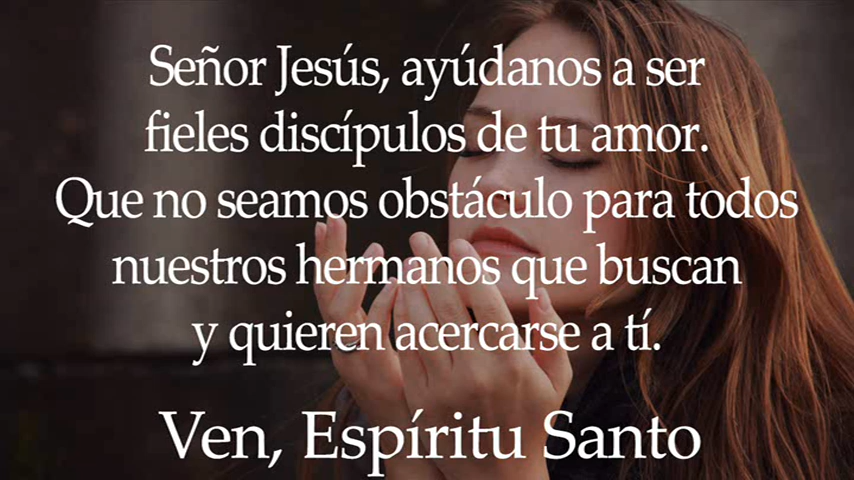 Señor Jesús, ayúdanos a ser
fieles discípulos de tu amor.
Que no seamos obstáculo para todos
nuestros hermanos que buscan
y quieren acercarse a tí.
Ven, Espíritu Santo